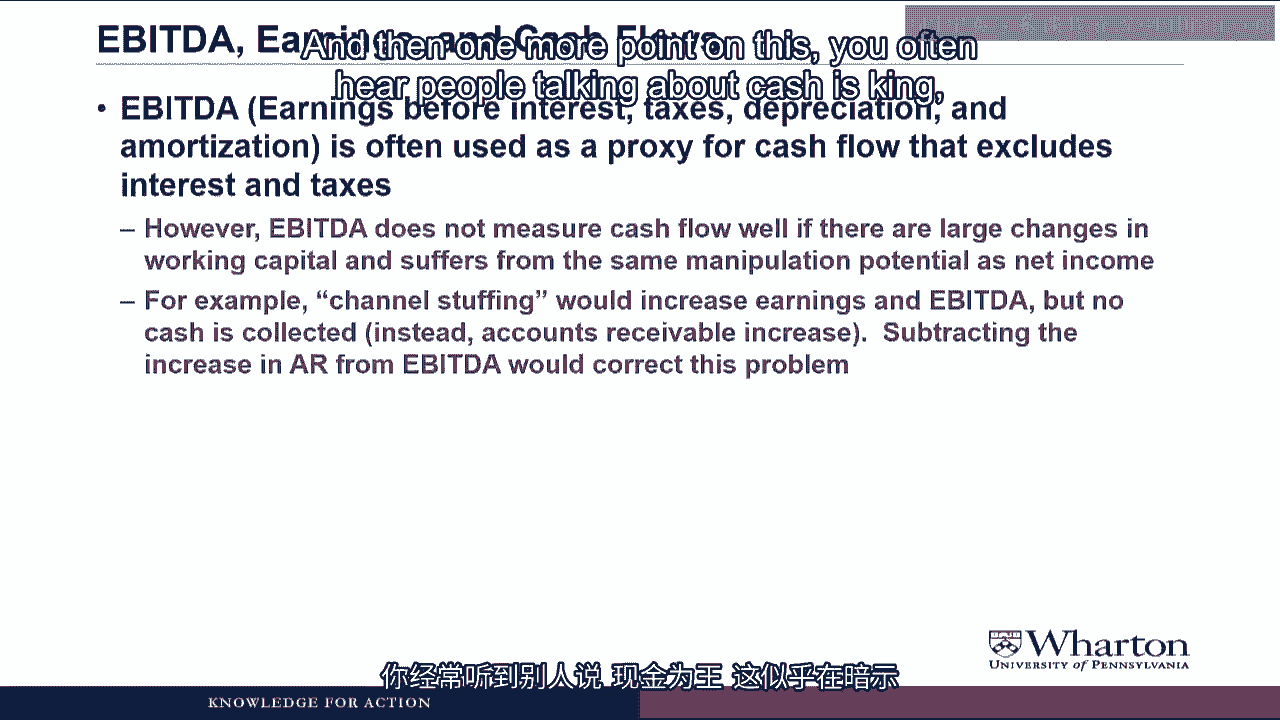 EBITDA, Earnings, and Cash Flows
And then one more point on this, you often
hear people talking about cash is king,
• EBITDA (Earnings before interest, taxes, depreciation, and
amortization) is often used as a proxy for cash flow that excludes
interest and taxes
– However, EBITDA does not measure cash flow well if there are large changes in
working capital and suffers from the same manipulation potential as net income
– For example, “channel stuffing” would increase earnings and EBITDA, but no
cash is collected (instead, accounts receivable increase). Subtracting the
increase in AR from EBITDA would correct this problem
Wharton
UNIVERSITY of PENNSYLVANIA
你经常听到别人说 现金为王 这似乎在暗示
KNOWLEDGE FOR ACTION